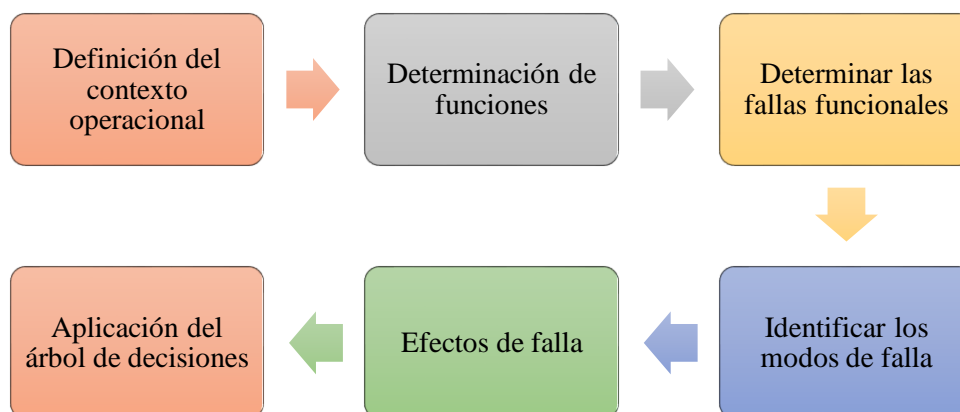 Definición del
contexto
operacional
Determinación de
funciones
Determinar las
fallas funcionales
Identificar los
modos de falla
Efectos de falla
Aplicación del
árbol de decisiones